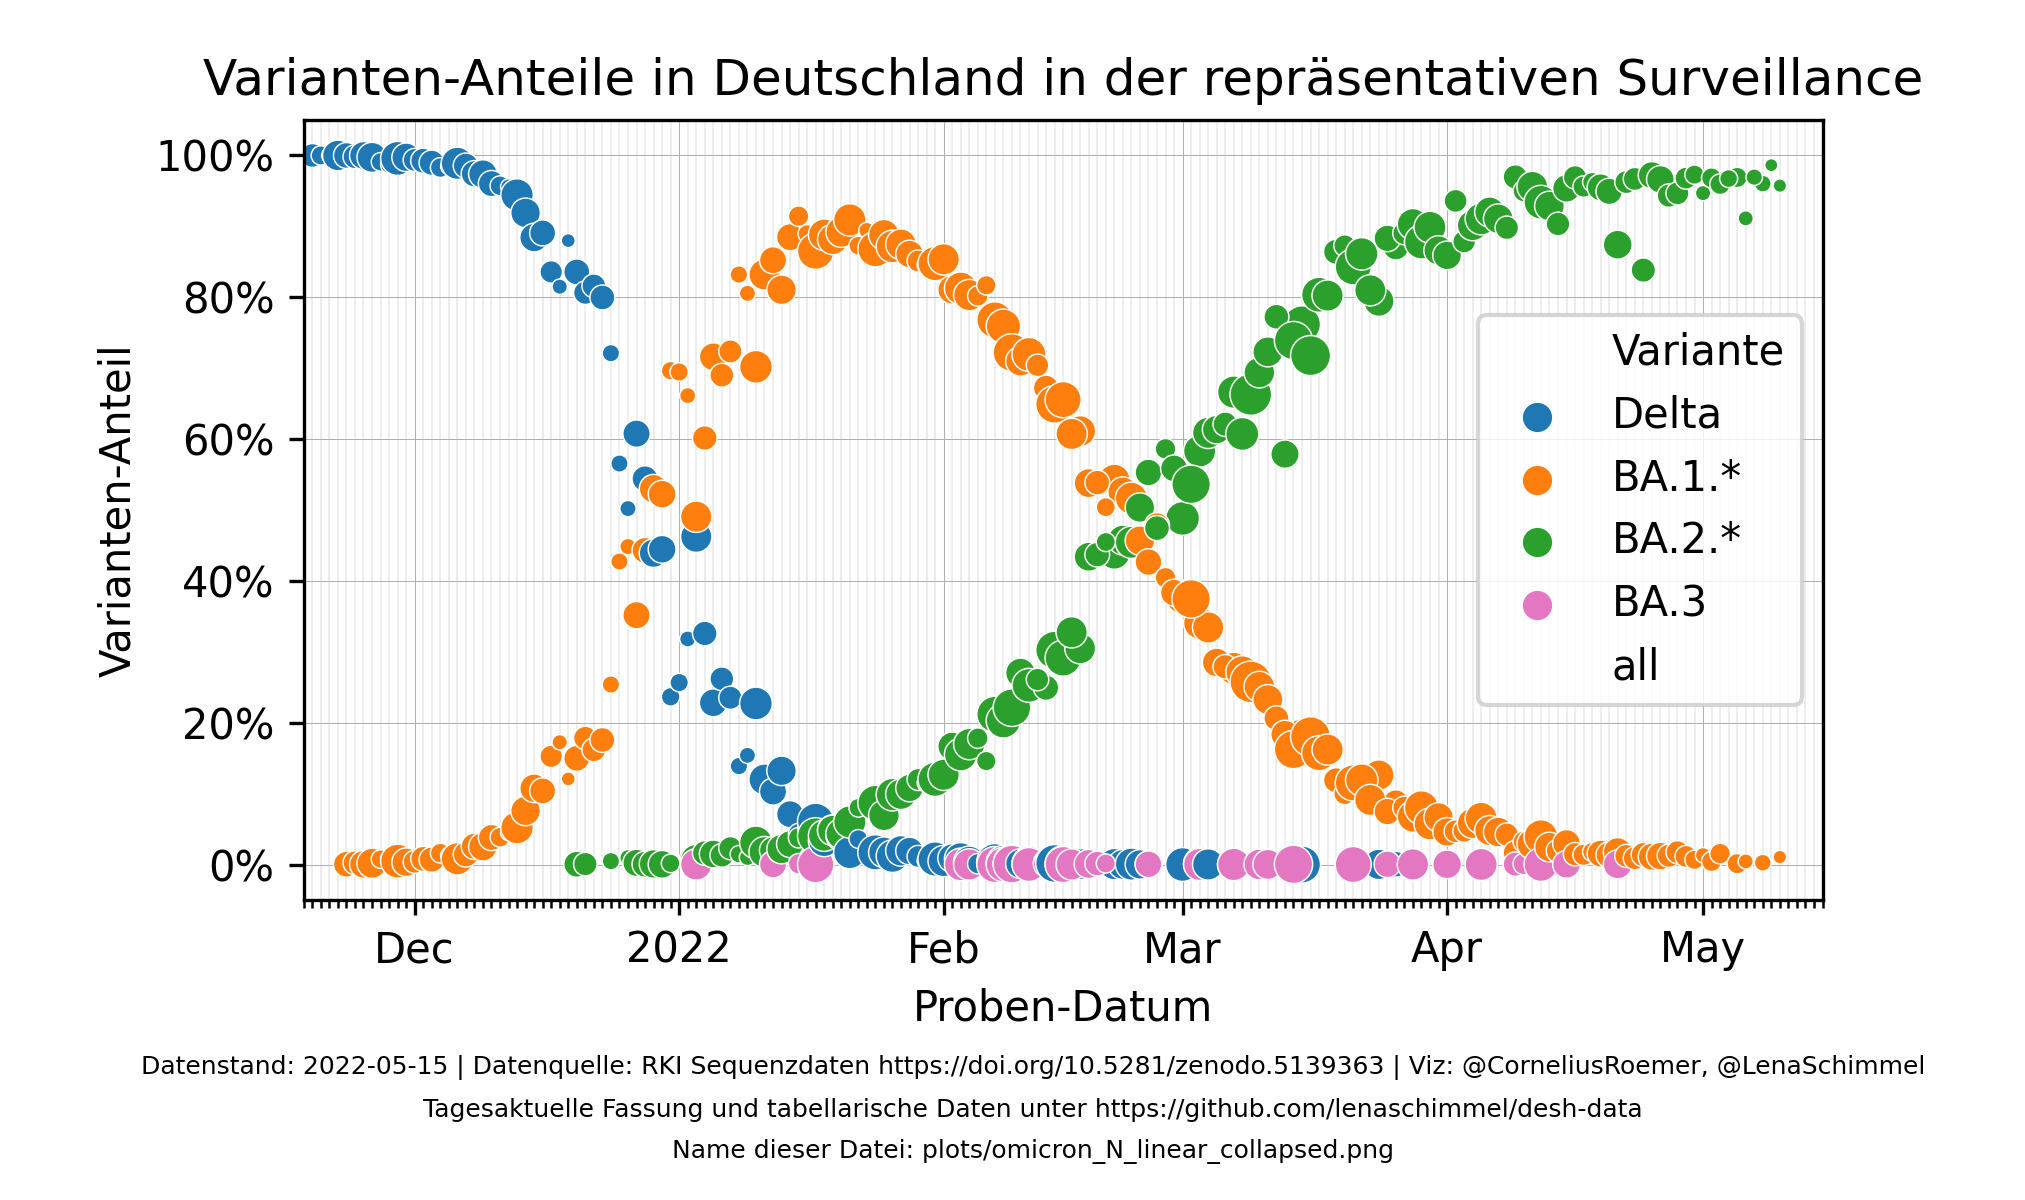 Varianten-Anteile in Deutschland in der repräsentativen Surveillance
Varianten-Anteil
100%
80%
60%
40%
20%
0%
Variante
Delta
BA.1.*
BA.2.*
BA.3
all
Dec 2022 Feb Mar Apr May
Proben-Datum
Datenstand: 2022-05-15 | Datenquelle: RKI Sequenzdaten https://doi.org/10.5281/zenodo.5139363 | Viz: @CorneliusRoemer, @LenaSchimmel
Tagesaktuelle Fassung und tabellarische Daten unter https://github.com/lenaschimmel/desh-data
Name dieser Datei: plots/omicron_N_linear_collapsed.png